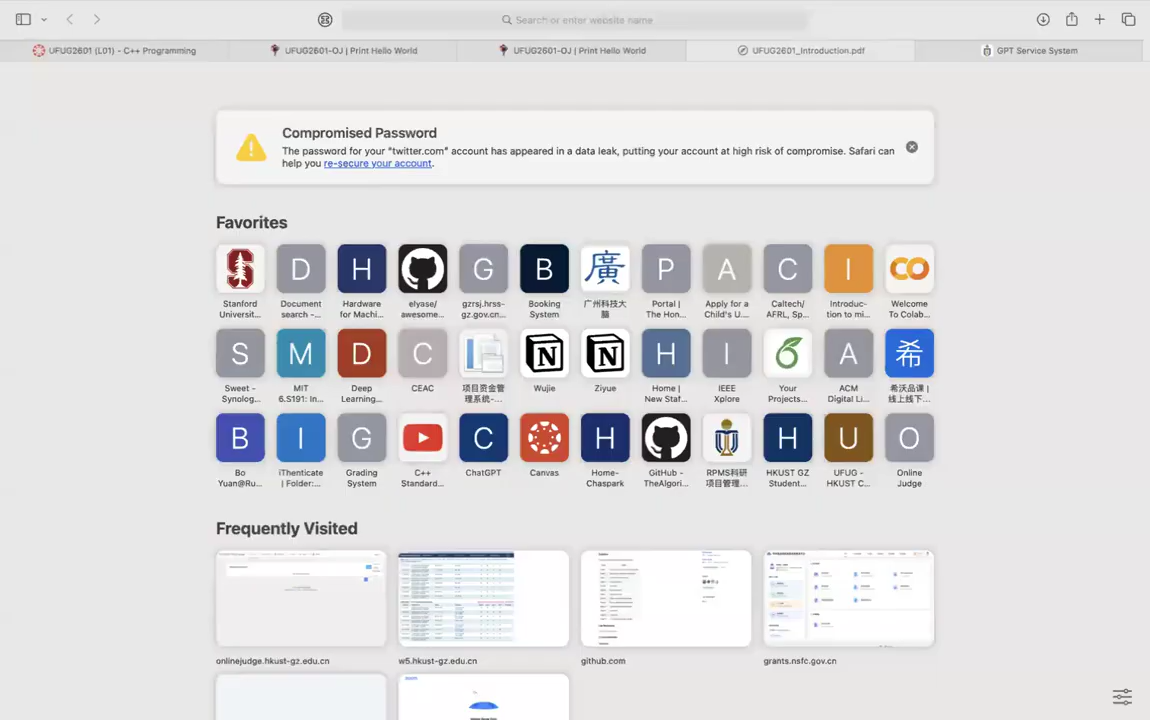 Search or enter website name
UFUG2601 (L01) - C++ Programming
UFUG2601-OJ | Print Hello World
UFUG2601-OJ | Print Hello World
UFUG2601_Introduction.pdf
GPT Service System
Compromised Password
The password for your "twitter.com" account has appeared in a data leak, putting your account at high risk of compromise. Safari can
help you re-secure your account.
Favorites
D H G B 廣 P A C I CO
Stanford Universit...
Document search -...
Hardware for Machi...
elyase/ awesome...
gzrsj.hrss- gz.gov.cn...
Booking System
广州科技大脑
Portal | The Hon...
Apply for a Child's U...
Caltech/ AFRL, Sp...
Introduc- tion to mi...
Welcome To Colab...
S M D C N N H I A 希
Sweet - Synolog...
MIT 6.S191: In...
Deep Learning...
CEAC
项目资金管理系统-...
Wujie
Ziyue
Home | New Staf...
IEEE Xplore
Your Projects...
ACM Digital Li...
希沃品课 | 线上线下...
B I G C H H U O
Bo Yuan@Ru...
iThenticate | Folder:...
Grading System
C++ Standard...
ChatGPT
Canvas
Home- Chaspark
GitHub - TheAlgori...
RPMS科研项目管理...
HKUST GZ Student...
UFUG - HKUST C...
Online Judge
Frequently Visited
onlinejudge.hkust-gz.edu.cn
w5.hkust-gz.edu.cn
github.com
grants.nsfc.gov.cn